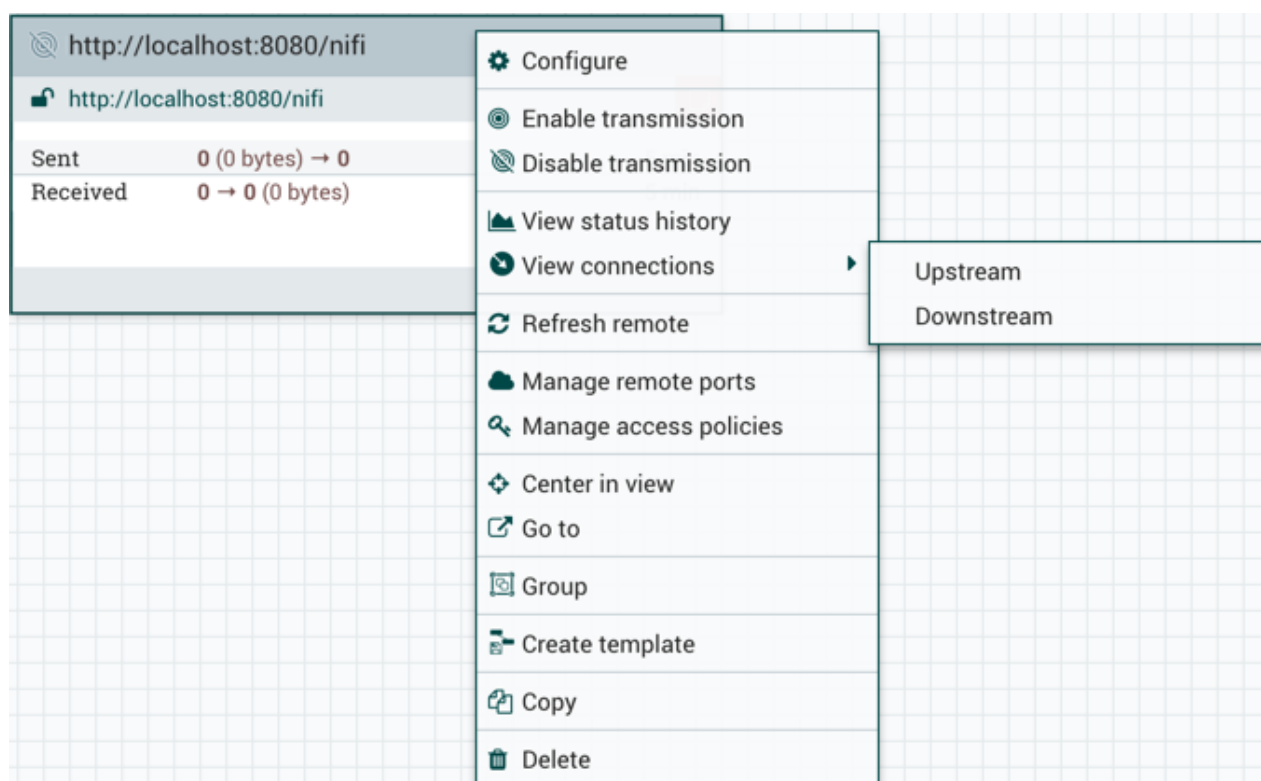 http://localhost:8080/nifi
http://localhost:8080/nifi
Sent 0 (0 bytes) → 0
Received 0 → 0 (0 bytes)
Configure
Enable transmission
Disable transmission
View status history
View connections
Upstream
Downstream
Refresh remote
Manage remote ports
Manage access policies
Center in view
Go to
Group
Create template
Copy
Delete